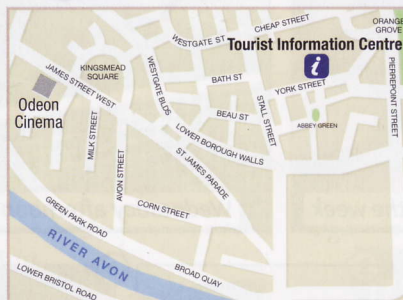 CHEAP STREET
ORANGE
GROVE
WESTGATE ST
Tourist Information Centre
i
KINGSMEAD
SQUARE
JAMES STREET WEST
WESTGATE BLDS
BATH ST
YORK STREET
PIERREPOINT STREET
Odeon
Cinema
BEAU ST
STALL STREET
ABBEY GREEN
MILK STREET
LOWER BOROUGH WALLS
AVON STREET
ST JAMES PARADE
CORN STREET
GREEN PARK ROAD
RIVER AVON
BROAD QUAY
LOWER BRISTOL ROAD